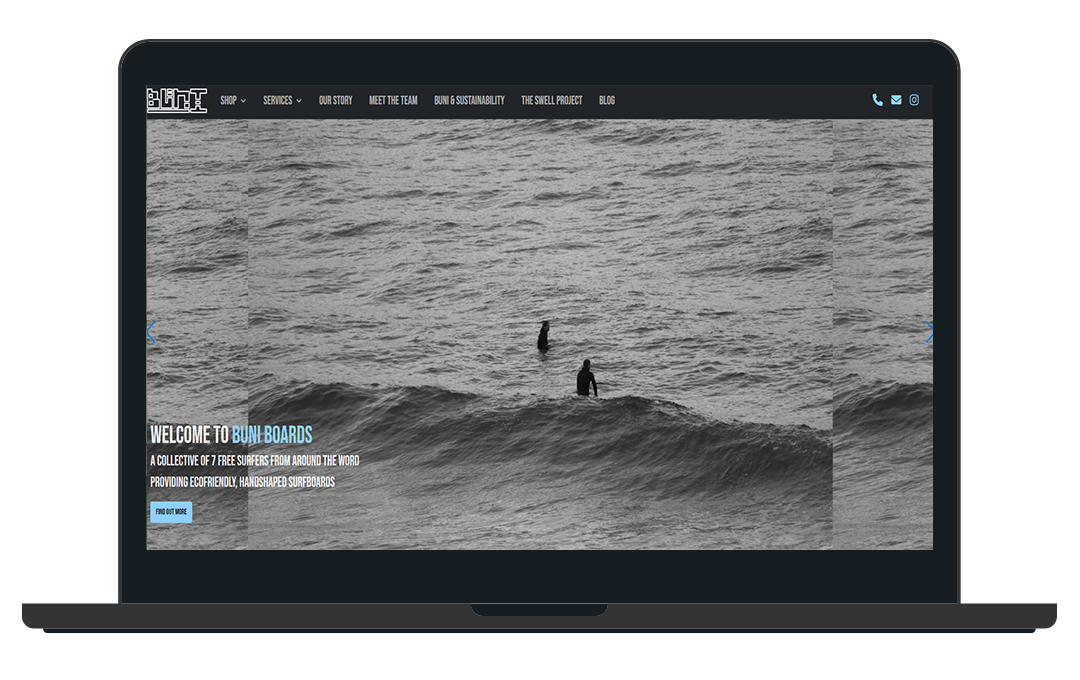 BUNI
SHOP SERVICES OUR STORY MEET THE TEAM BUNI & SUSTAINABILITY THE SWELL PROJECT BLOG
WELCOME TO BUNI BOARDS
A COLLECTIVE OF 7 FREE SURFERS FROM AROUND THE WORD
PROVIDING ECOFRIENDLY, HANDSHAPED SURFBOARDS
FIND OUT MORE